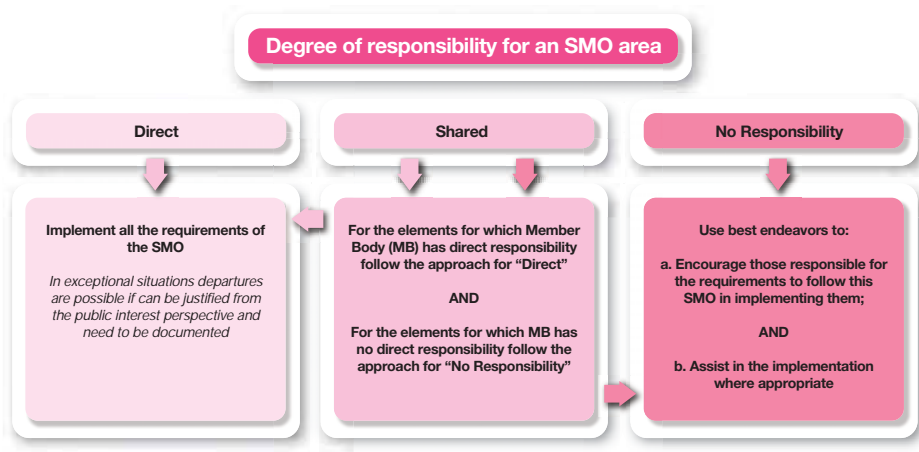 Degree of responsibility for an SMO area
Direct
Shared
No Responsibility
Implement all the requirements of
the SMO
In exceptional situations departures
are possible if can be justified from
the public interest perspective and
need to be documented
For the elements for which Member
Body (MB) has direct responsibility
follow the approach for “Direct”
AND
For the elements for which MB has
no direct responsibility follow the
approach for “No Responsibility”
Use best endeavors to:
a. Encourage those responsible for
the requirements to follow this
SMO in implementing them;
AND
b. Assist in the implementation
where appropriate